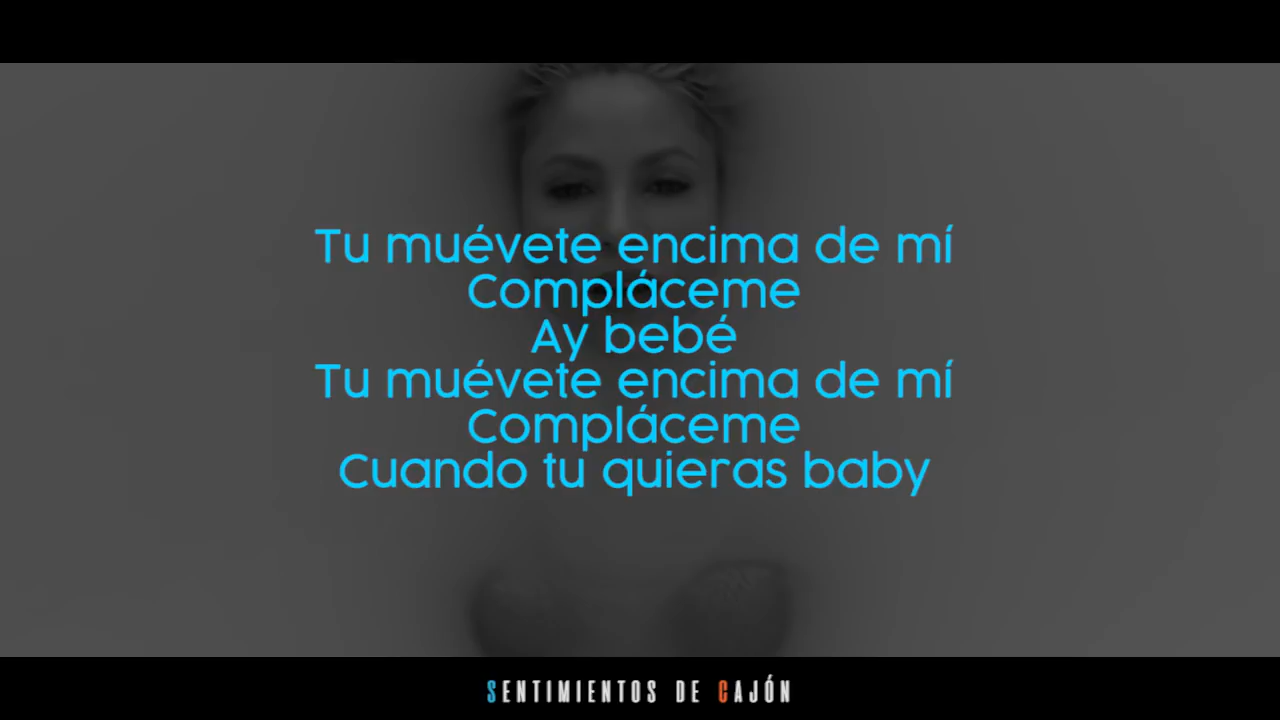 Tu muévete encima de mí
Compláceme
Ay bebé
Tu muévete encima de mí
Compláceme
Cuando tu quieras baby
SENTIMIENTOS DE CAJÓN